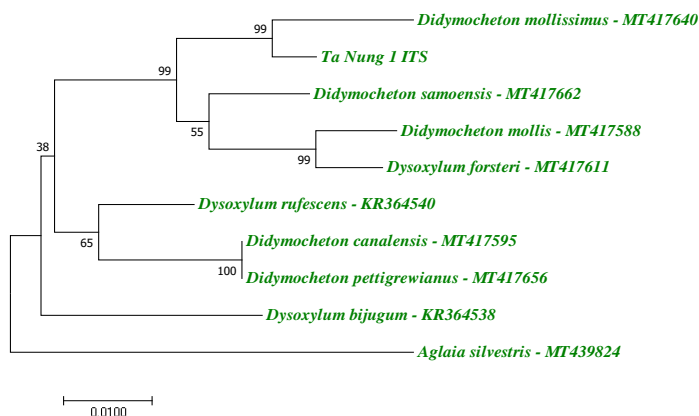 Didymocheton mollissimus - MT417640
99
Ta Nung 1 ITS
99
Didymocheton samoensis - MT417662
55
Didymocheton mollis - MT417588
99
Dysoxylum forsteri - MT417611
38
Dysoxylum rufescens - KR364540
65
Didymocheton canalensis - MT417595
100
Didymocheton pettigrewianus - MT417656
Dysoxylum bijugum - KR364538
Aglaia silvestris - MT439824
0.0100